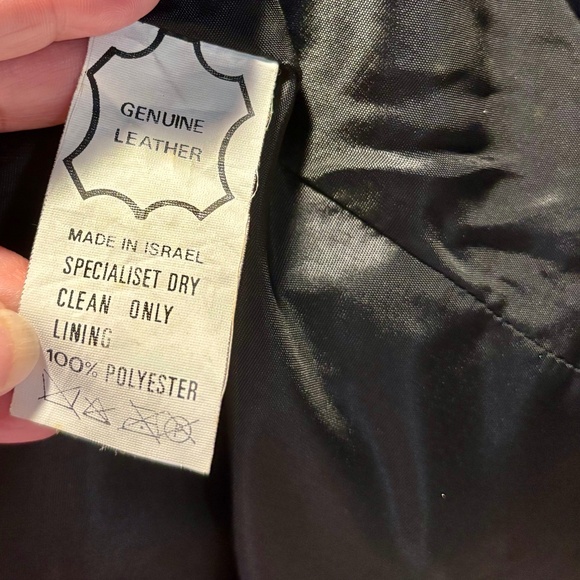 GENUINE
LEATHER
MADE IN ISRAEL
SPECIALISET DRY
CLEAN ONLY
LINING
100% POLYESTER